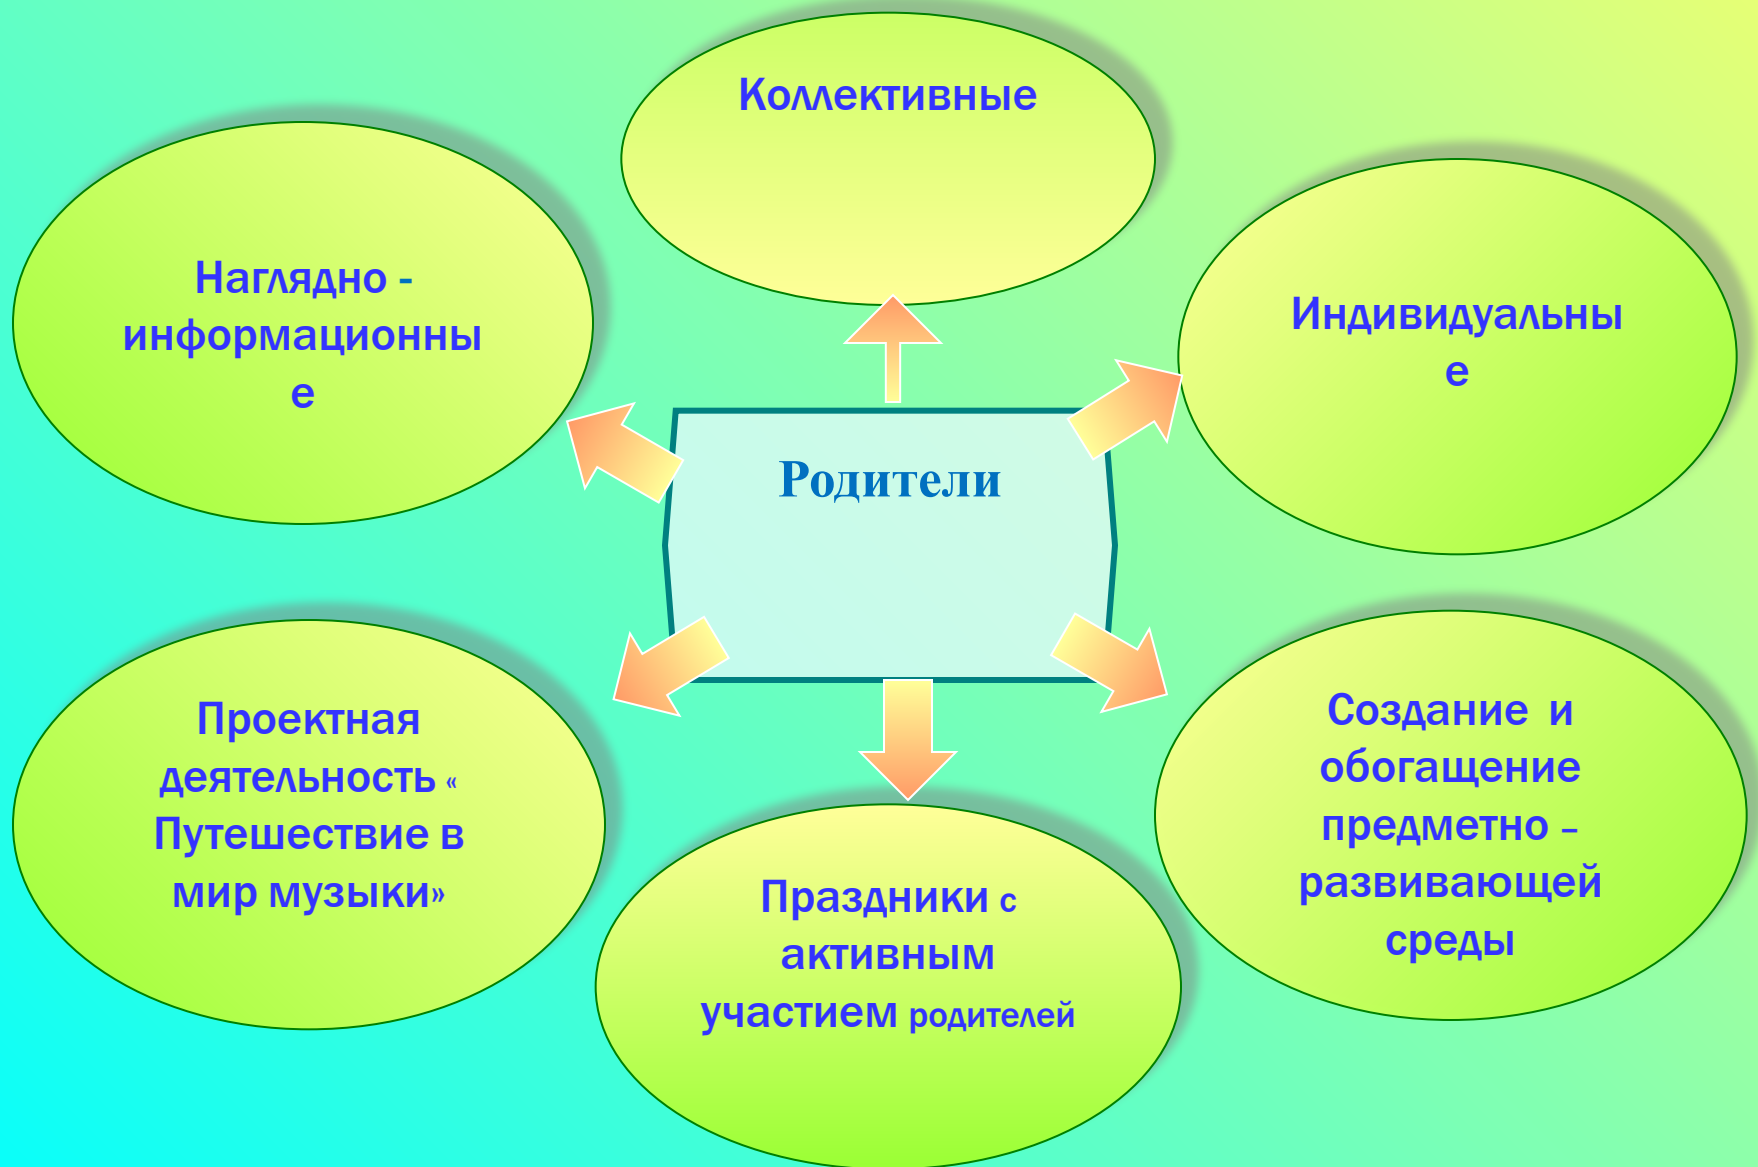 Коллективные
Наглядно -
информационны
е
Индивидуальны
е
Родители
Проектная
деятельность «
Путешествие в
мир музыки»
Праздники с
активным
участием родителей
Создание и
обогащение
предметно –
развивающей
среды